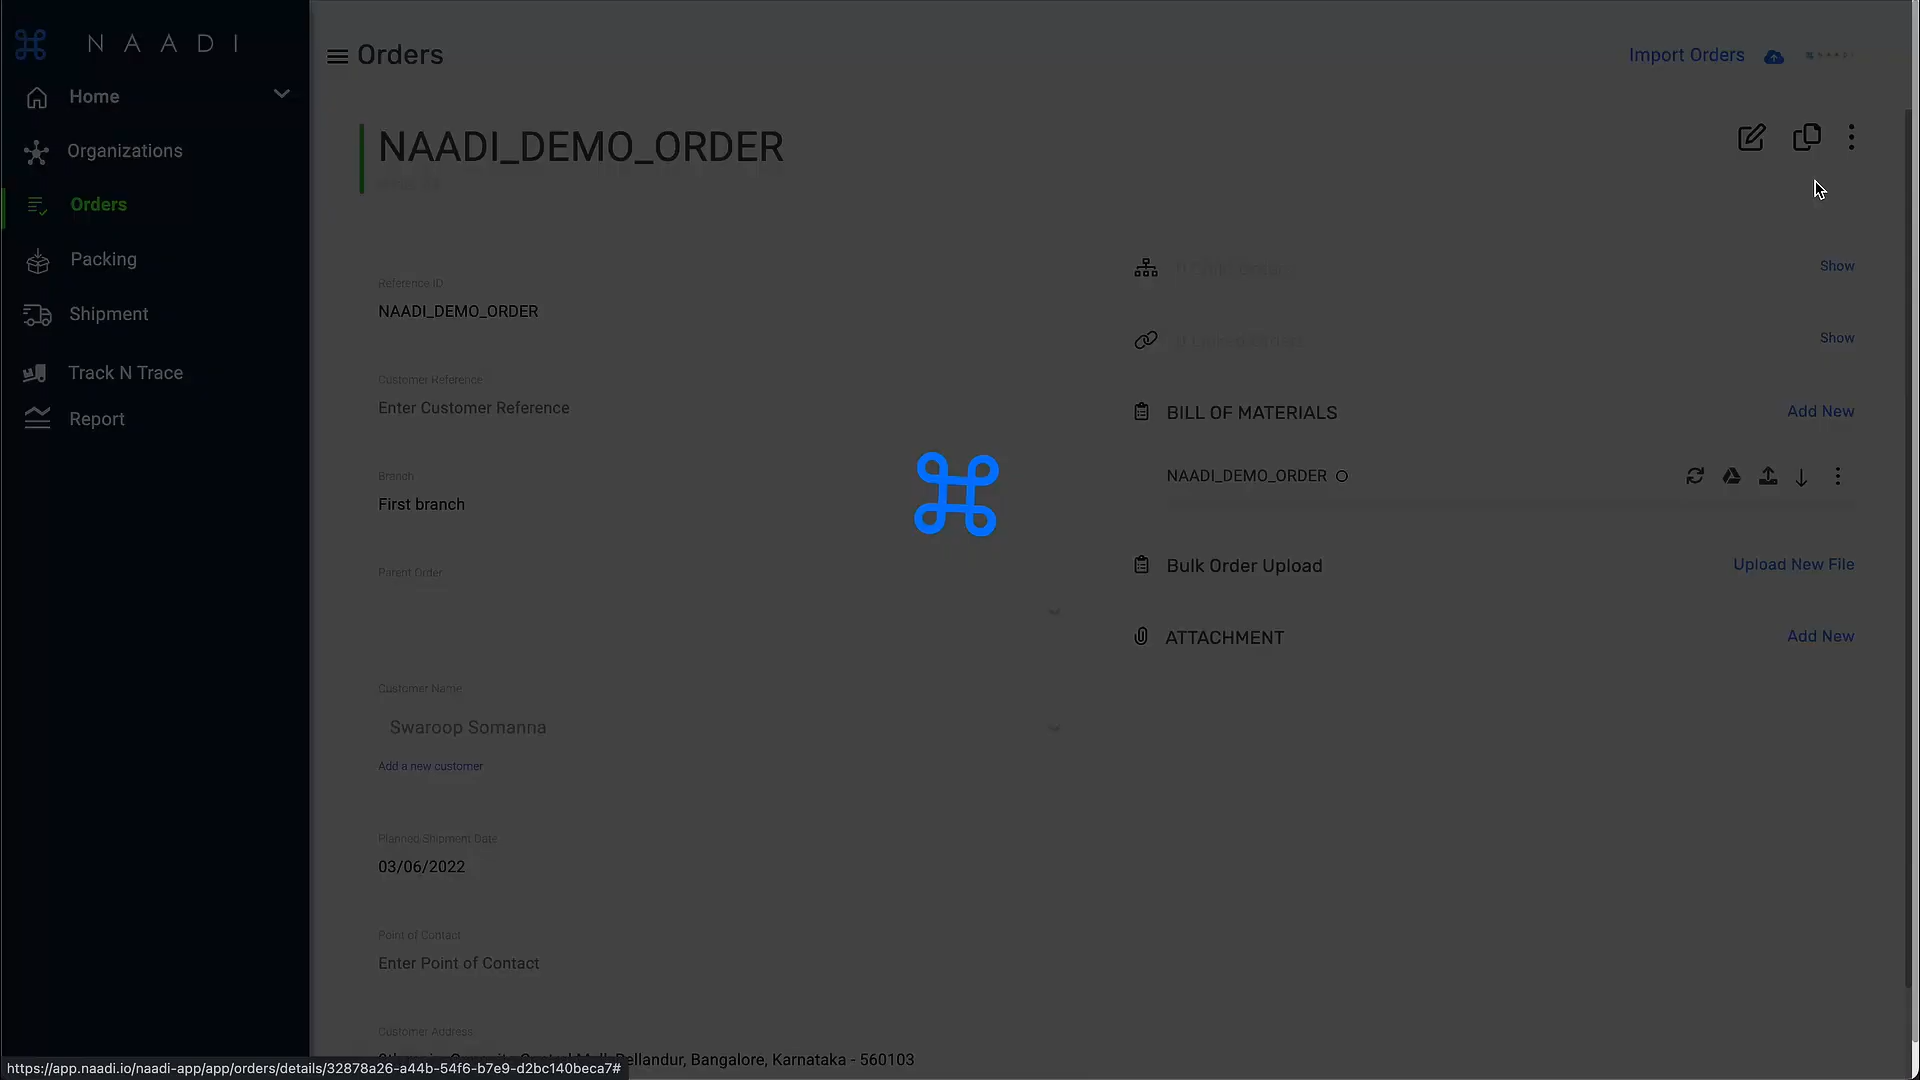 N A A D I
Home
Organizations
Orders
Packing
Shipment
Track N Trace
Report
Orders
Import Orders
NAADI_DEMO_ORDER
Reference ID
NAADI_DEMO_ORDER
Customer Reference
Enter Customer Reference
Branch
First branch
Parent Order
Customer Name
Swaroop Somanna
Add a new customer
Planned Shipment Date
03/06/2022
Point of Contact
Enter Point of Contact
Customer Address
Bellandur, Bangalore, Karnataka - 560103
Show
0 Linked Orders
Show
BILL OF MATERIALS
Add New
NAADI_DEMO_ORDER
Bulk Order Upload
Upload New File
ATTACHMENT
Add New
https://app.naadi.io/naadi-app/app/orders/details/32878a26-a44b-54f6-b7e9-d2bc140beca7#